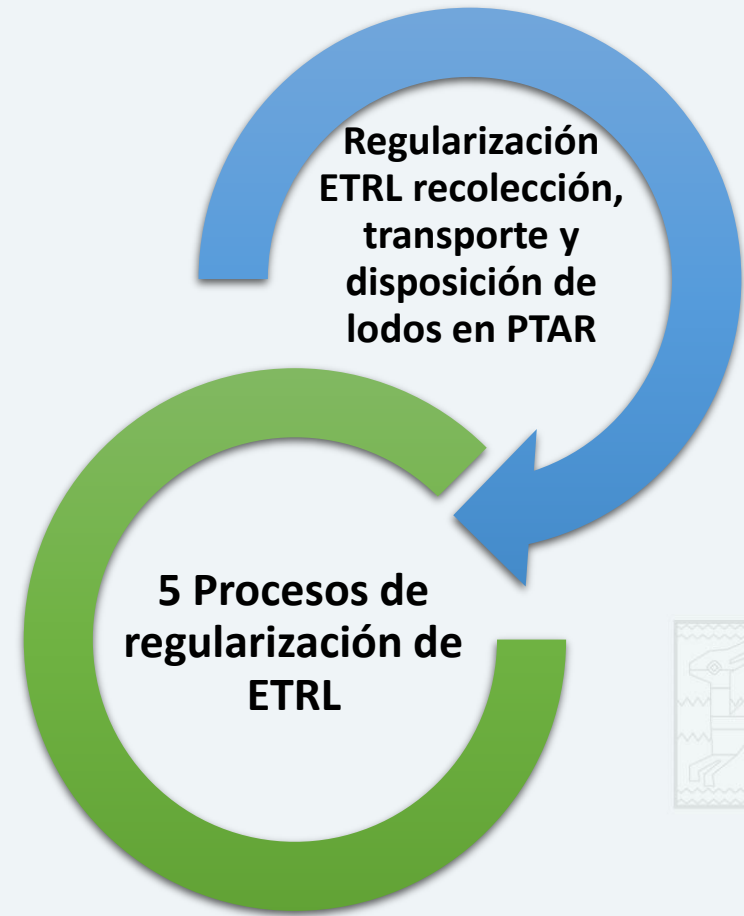 Regularización
ETRL recolección,
transporte y
disposición de
lodos en PTAR
5 Procesos de
regularización de
ETRL